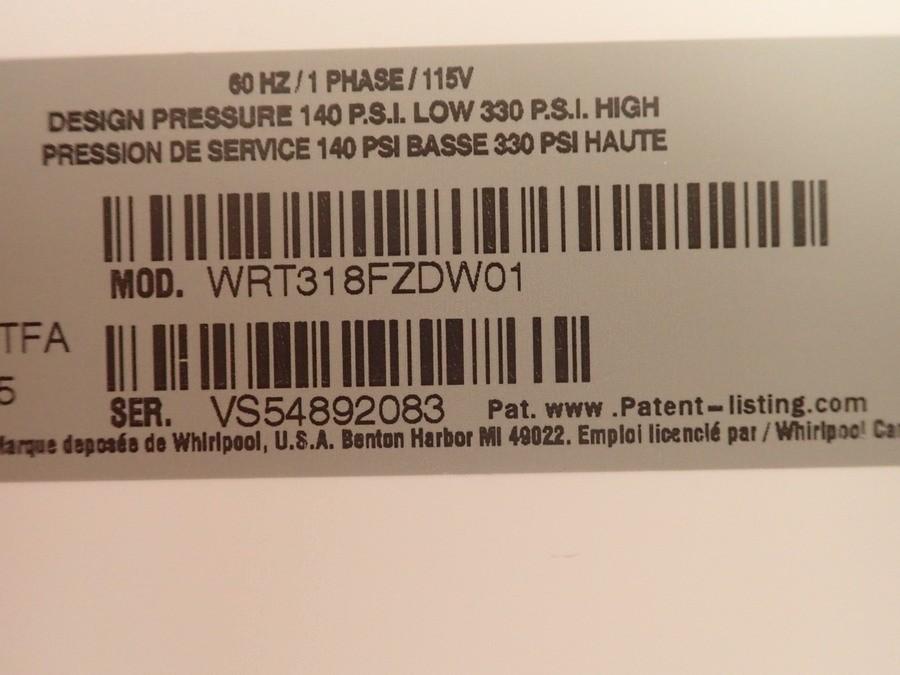 60 HZ / 1 PHASE / 115V
DESIGN PRESSURE 140 P.S.I. LOW 330 P.S.I. HIGH
PRESSION DE SERVICE 140 PSI BASSE 330 PSI HAUTE
MOD. WRT318FZDW01
TFA
5
SER. VS54892083 Pat. www .Patent-listing.com
Marque deposée de Whirlpool, U.S.A. Benton Harbor MI 49022. Emploi licencié par / Whirlpool Ca